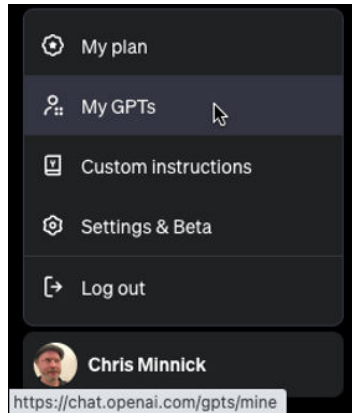 My plan
My GPTs
Custom instructions
Settings & Beta
Log out
Chris Minnick
https://chat.openai.com/gpts/mine